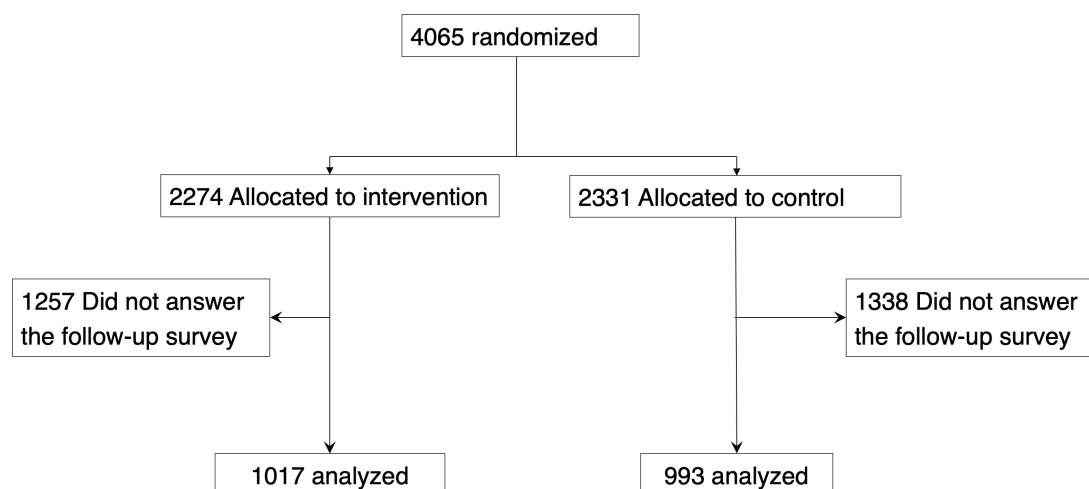 4065 randomized
2274 Allocated to intervention
2331 Allocated to control
1257 Did not answer
the follow-up survey
1338 Did not answer
the follow-up survey
1017 analyzed
993 analyzed